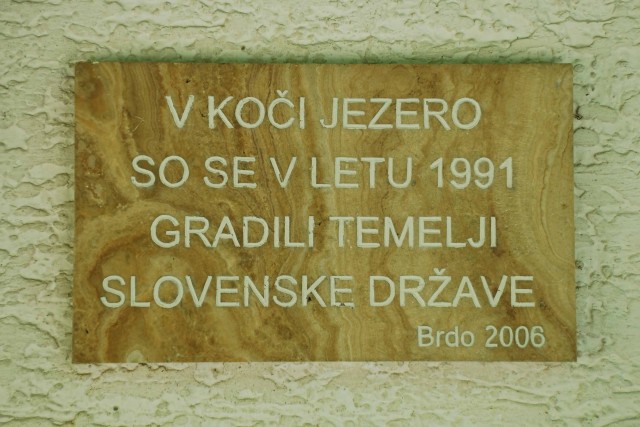 V KOČI JEZERO
SO SE V LETU 1991
GRADILI TEMELJI
SLOVENSKE DRŽAVE
Brdo 2006